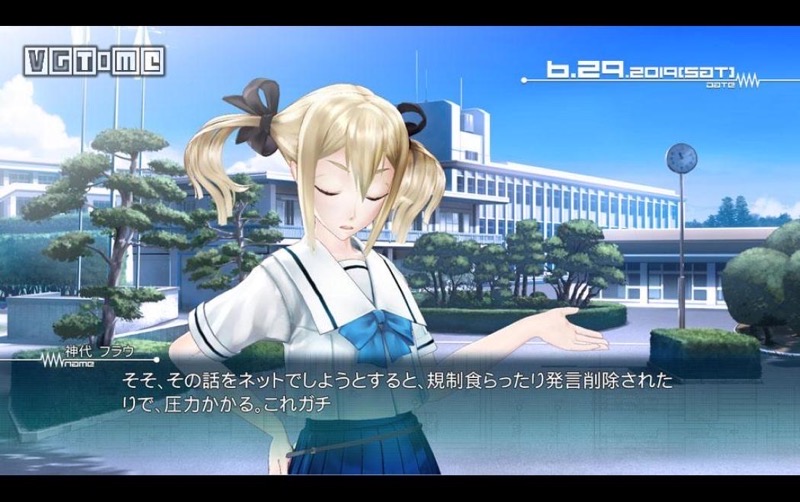 VGTIME
6.29.2019(SAT)
DATE
神代 フラウ
name
そそ、その話をネットでしようとすると、規制食らったり発言削除された
りで、圧力かかる。これガチ